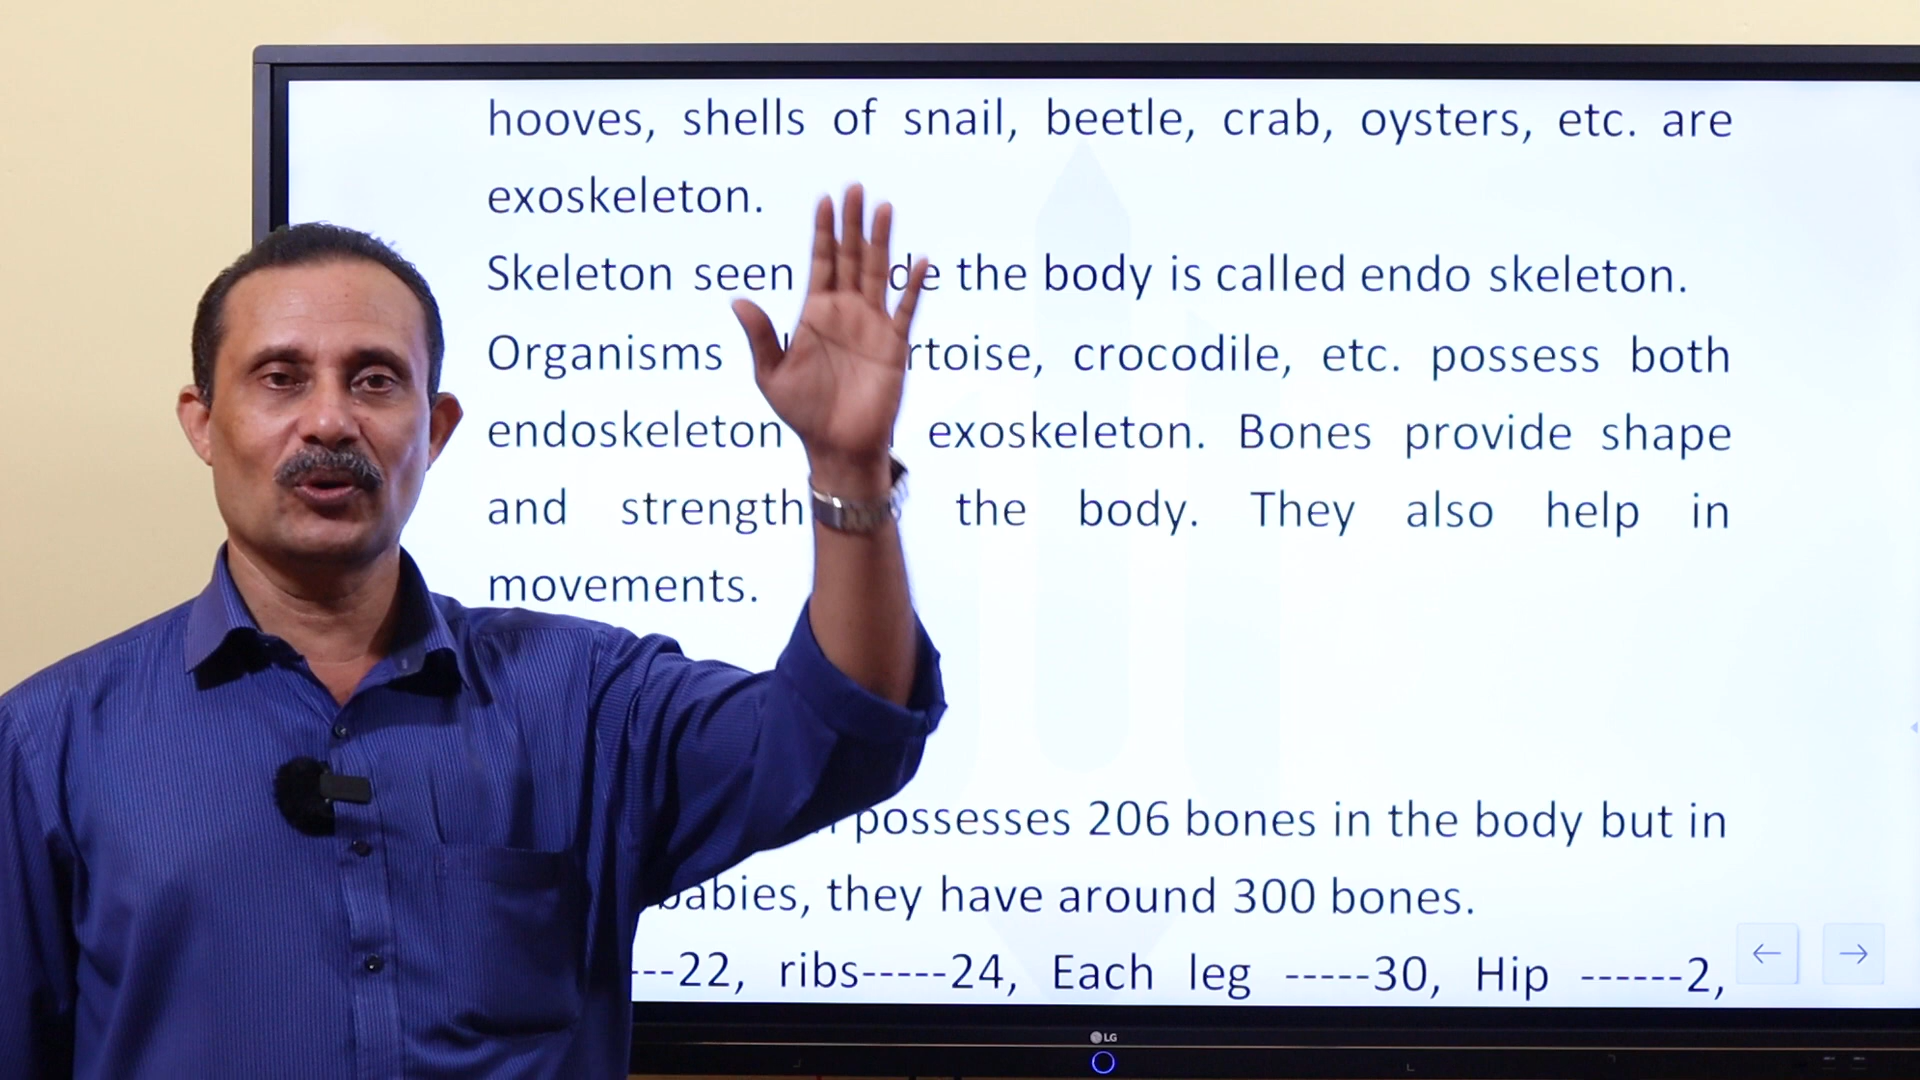 hooves, shells of snail, beetle, crab, oysters, etc. are
exoskeleton.
Skeleton seen the body is called endo skeleton.
Organisms crocodile, etc. possess both
endoskeleton exoskeleton. Bones provide shape
and strength the body. They also help in
movements.
possesses 206 bones in the body but in
babies, they have around 300 bones.
---22, ribs-----24, Each leg -----30, Hip ------2,
LG